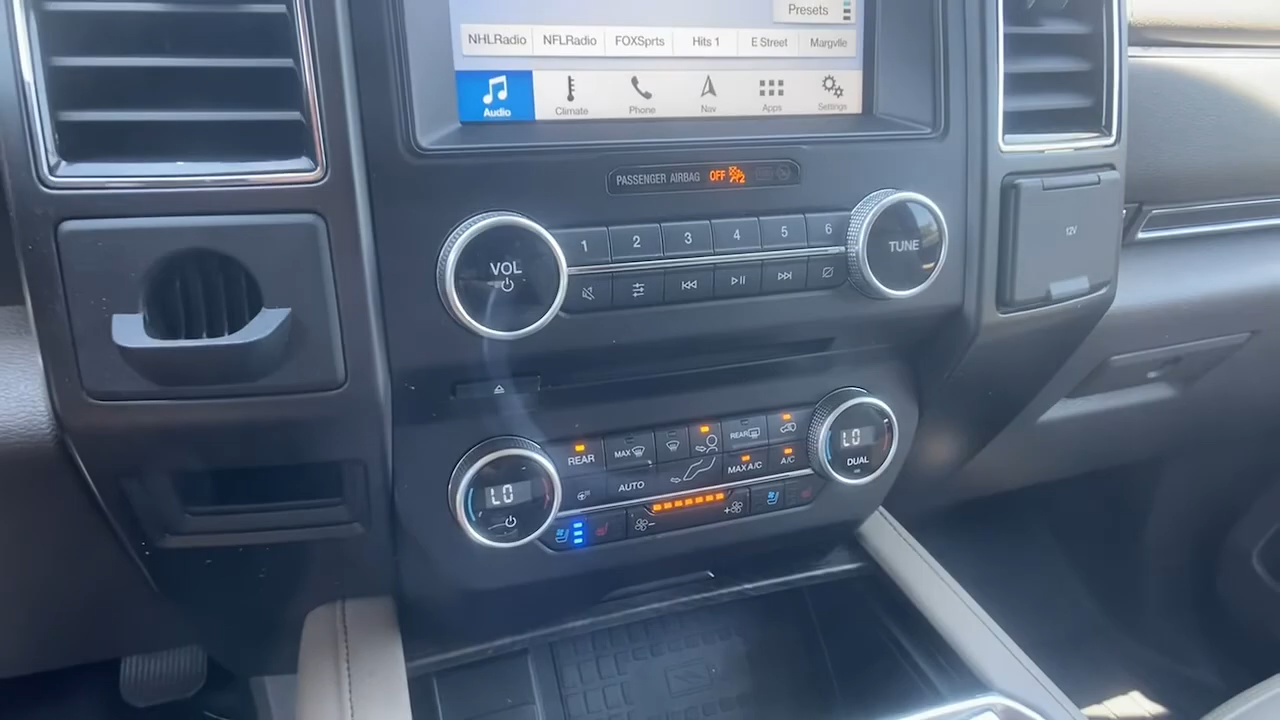 Presets
NHLRadio NFLRadio FOXSprts Hits 1 E Street Margvlle
Audio Climate Phone Nav Apps Settings
PASSENGER AIRBAG OFF 2
12V
VOL 1 2 3 4 5 6 TUNE
REAR MAX REAR
LO AUTO MAX A/C A/C LO
DUAL